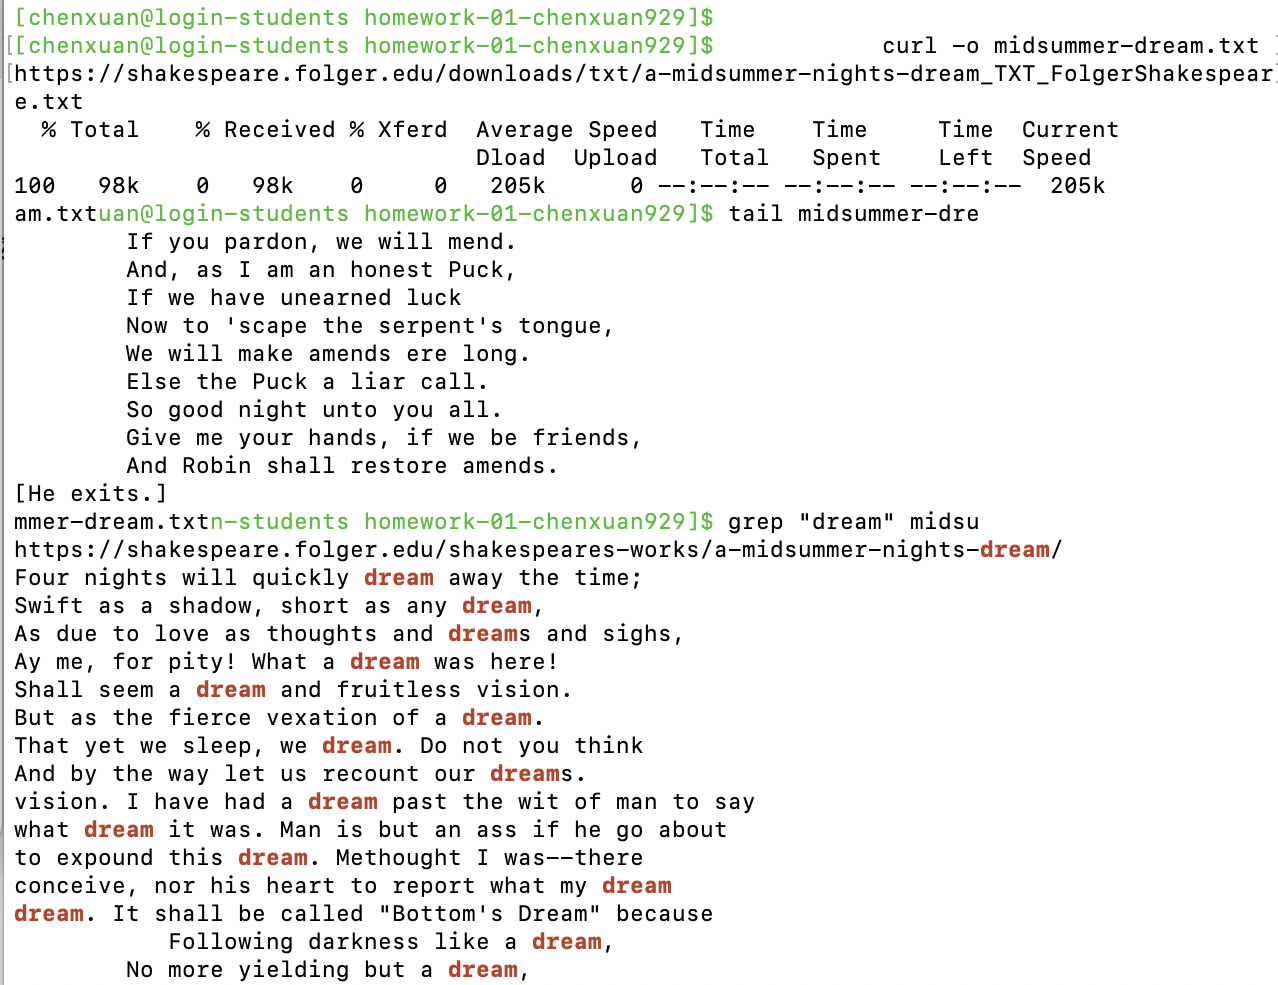 [chenxuan@login-students homework-01-chenxuan929]$
[[chenxuan@login-students homework-01-chenxuan929]$            curl -o midsummer-dream.txt ]
[https://shakespeare.folger.edu/downloads/txt/a-midsummer-nights-dream_TXT_FolgerShakespear]
e.txt
  % Total    % Received % Xferd  Average Speed   Time    Time     Time  Current
                                 Dload  Upload   Total   Spent    Left  Speed
100   98k    0   98k    0     0   205k      0 --:--:-- --:--:-- --:--:--  205k
am.txtuan@login-students homework-01-chenxuan929]$ tail midsummer-dre
        If you pardon, we will mend.
        And, as I am an honest Puck,
        If we have unearned luck
        Now to 'scape the serpent's tongue,
        We will make amends ere long.
        Else the Puck a liar call.
        So good night unto you all.
        Give me your hands, if we be friends,
        And Robin shall restore amends.
[He exits.]
mmer-dream.txtn-students homework-01-chenxuan929]$ grep "dream" midsu
https://shakespeare.folger.edu/shakespeares-works/a-midsummer-nights-dream/
Four nights will quickly dream away the time;
Swift as a shadow, short as any dream,
As due to love as thoughts and dreams and sighs,
Ay me, for pity! What a dream was here!
Shall seem a dream and fruitless vision.
But as the fierce vexation of a dream.
That yet we sleep, we dream. Do not you think
And by the way let us recount our dreams.
vision. I have had a dream past the wit of man to say
what dream it was. Man is but an ass if he go about
to expound this dream. Methought I was--there
conceive, nor his heart to report what my dream
dream. It shall be called "Bottom's Dream" because
           Following darkness like a dream,
        No more yielding but a dream,